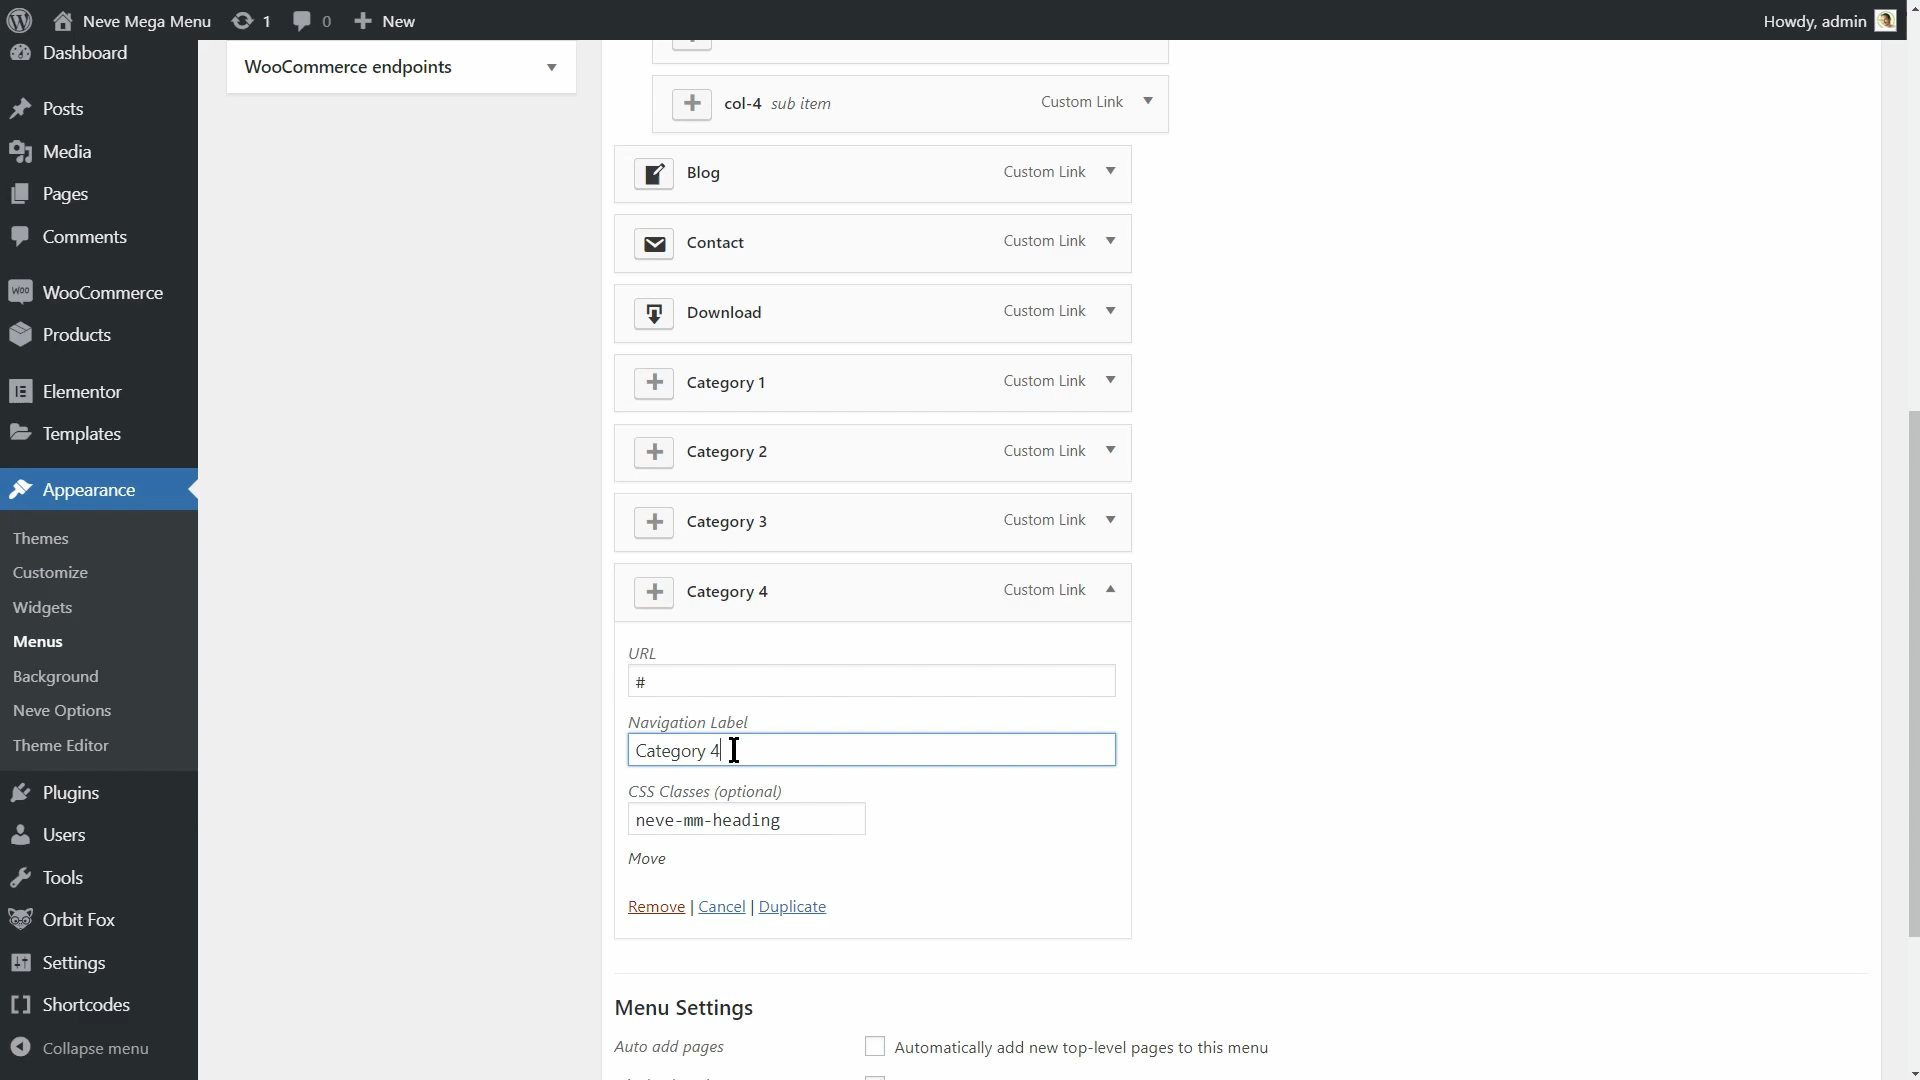 Neve Mega Menu 1 0 New Howdy, admin
Dashboard
Posts
Media
Pages
Comments
WooCommerce
Products
Elementor
Templates
Appearance
Themes
Customize
Widgets
Menus
Background
Neve Options
Theme Editor
Plugins
Users
Tools
Orbit Fox
Settings
Shortcodes
Collapse menu
WooCommerce endpoints
col-4 sub item Custom Link
Blog Custom Link
Contact Custom Link
Download Custom Link
Category 1 Custom Link
Category 2 Custom Link
Category 3 Custom Link
Category 4 Custom Link
URL
#
Navigation Label
Category 4
CSS Classes (optional)
neve-mm-heading
Move
Remove | Cancel | Duplicate
Menu Settings
Auto add pages Automatically add new top-level pages to this menu